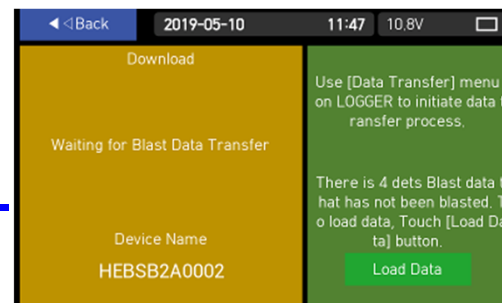 ◀◁Back 2019-05-10 11:47 10,8V
Download
Waiting for Blast Data Transfer
Device Name
HEBSB2A0002
Use [Data Transfer] menu
on LOGGER to initiate data t
ransfer process.
There is 4 dets Blast data t
hat has not been blasted. T
o load data, Touch [Load Da
ta] button.
Load Data